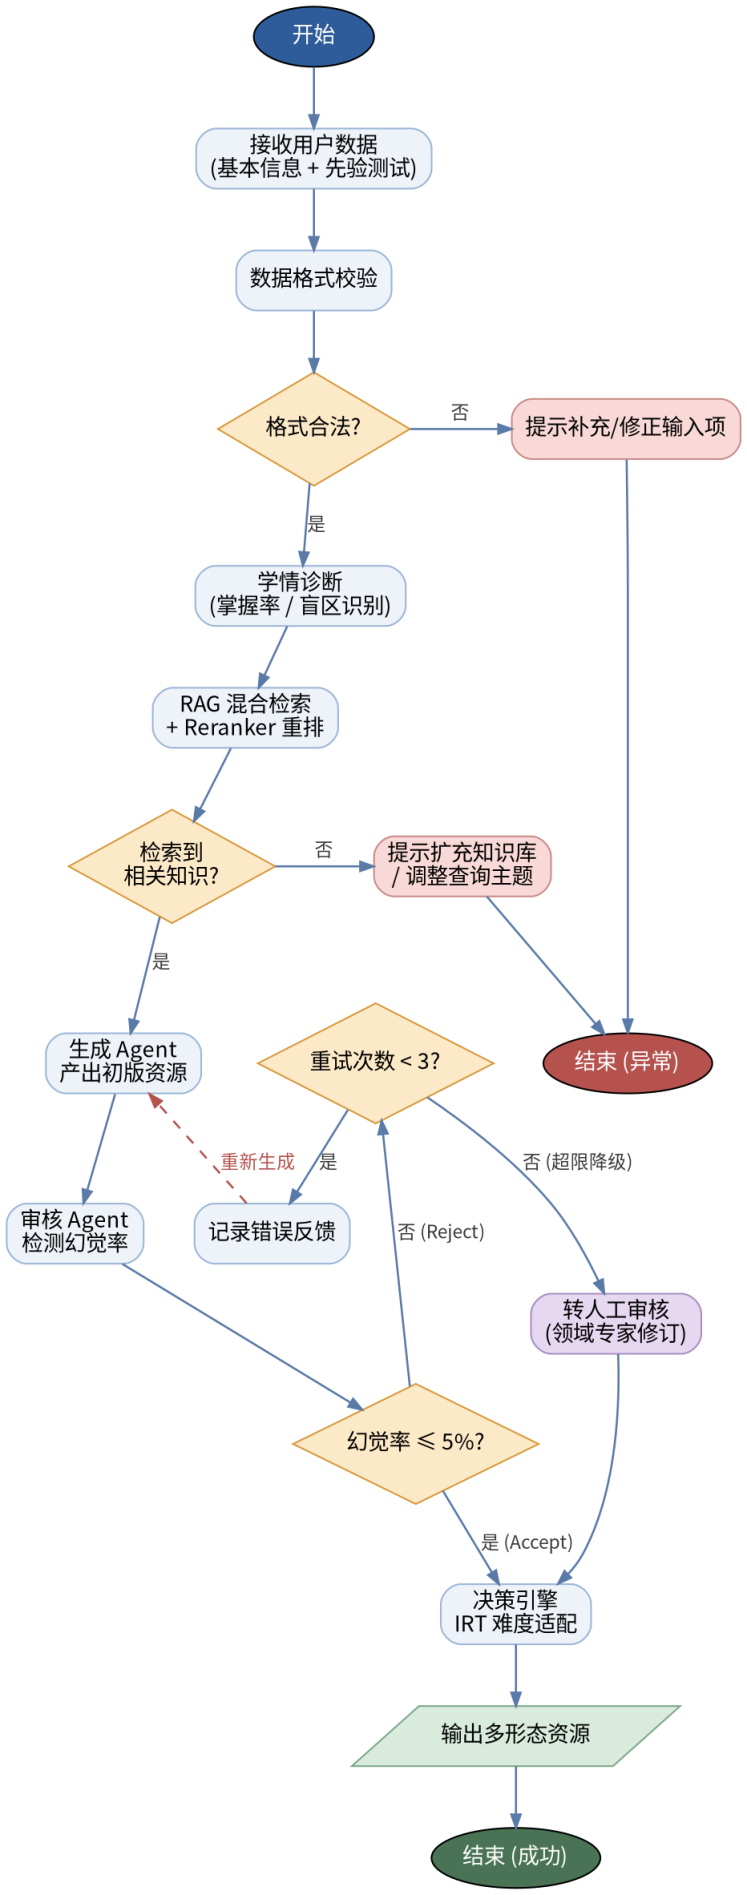 开始
接收用户数据
(基本信息 + 先验测试)
数据格式校验
格式合法?
否
提示补充/修正输入项
是
学情诊断
(掌握率 / 盲区识别)
RAG 混合检索
+ Reranker 重排
检索到
相关知识?
否
提示扩充知识库
/ 调整查询主题
是
生成 Agent
产出初版资源
重试次数 < 3?
结束 (异常)
重新生成
是
否 (超限降级)
审核 Agent
检测幻觉率
记录错误反馈
否 (Reject)
转人工审核
(领域专家修订)
幻觉率 ≤ 5%?
是 (Accept)
决策引擎
IRT 难度适配
输出多形态资源
结束 (成功)